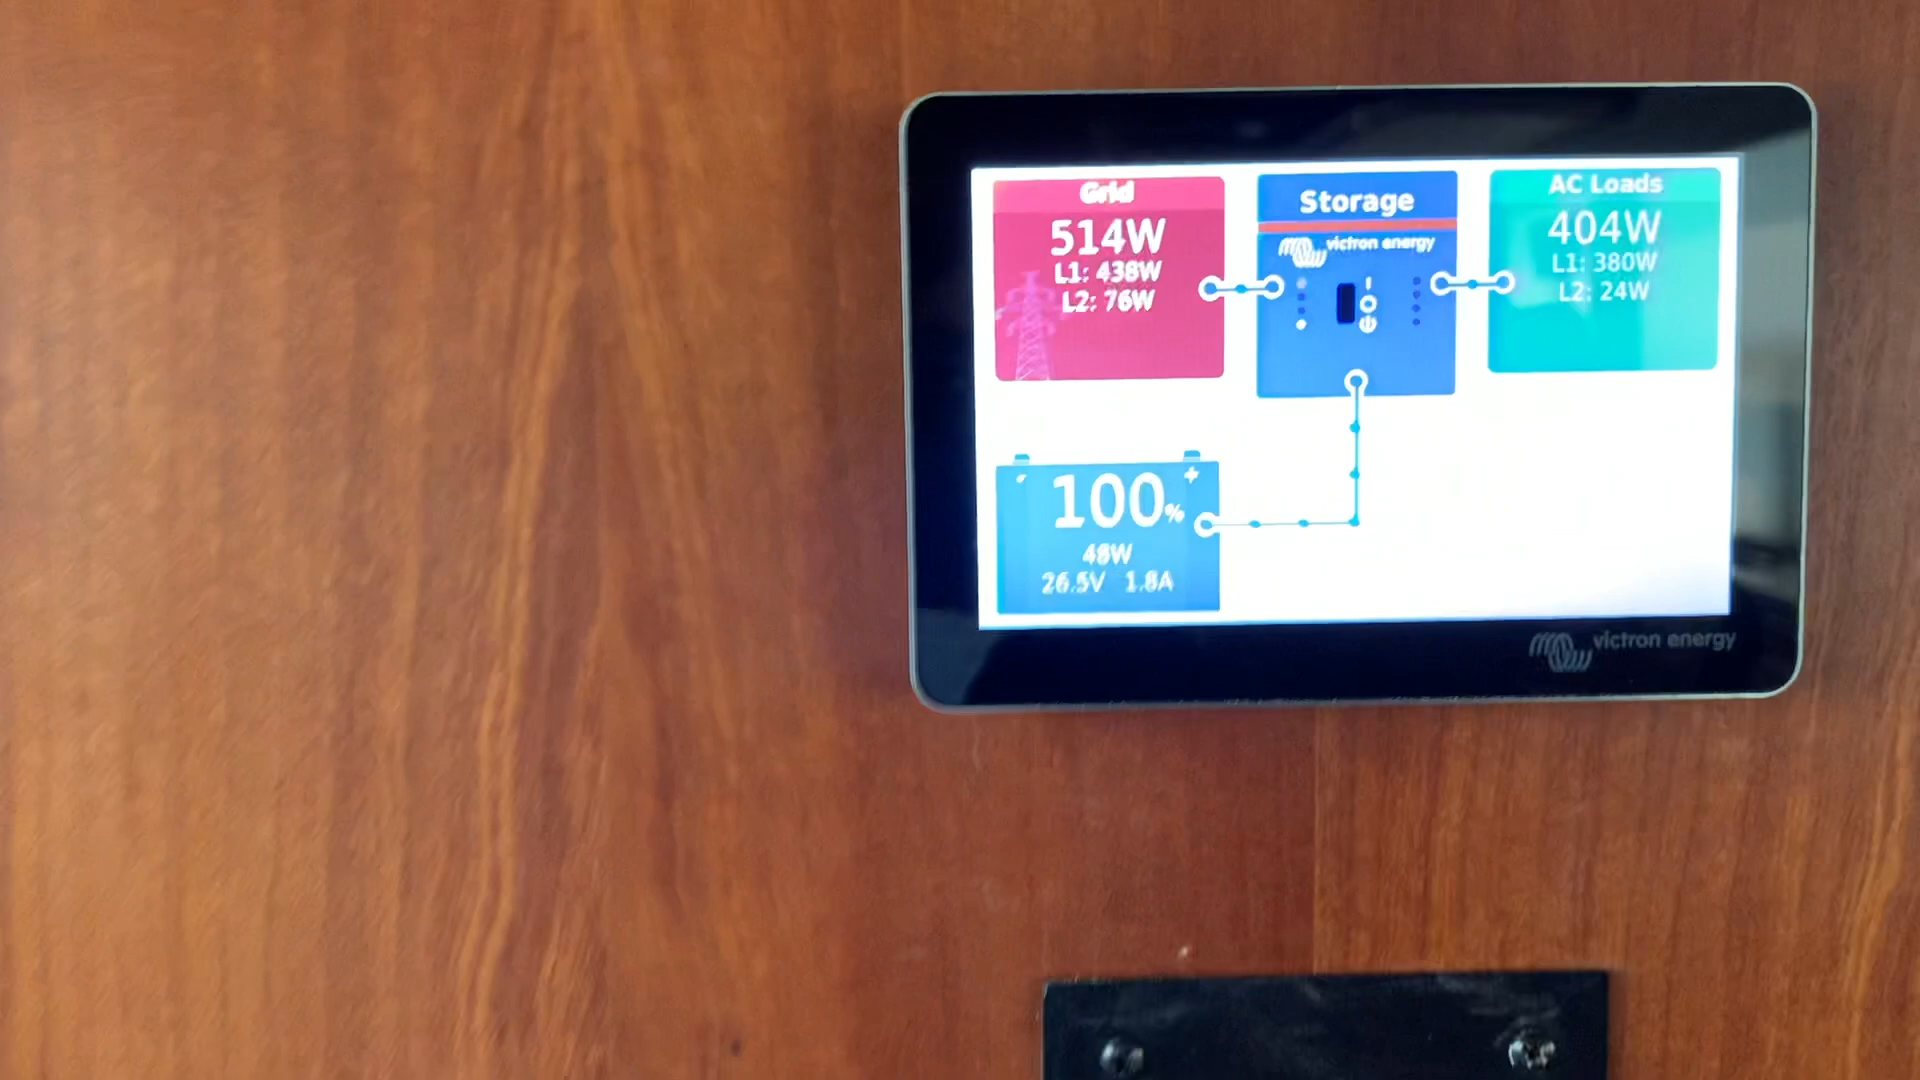 Grid
514W
L1: 438W
L2: 76W
Storage
victron energy
AC Loads
404W
L1: 380W
L2: 24W
100%
48W
26.5V 1.8A
victron energy